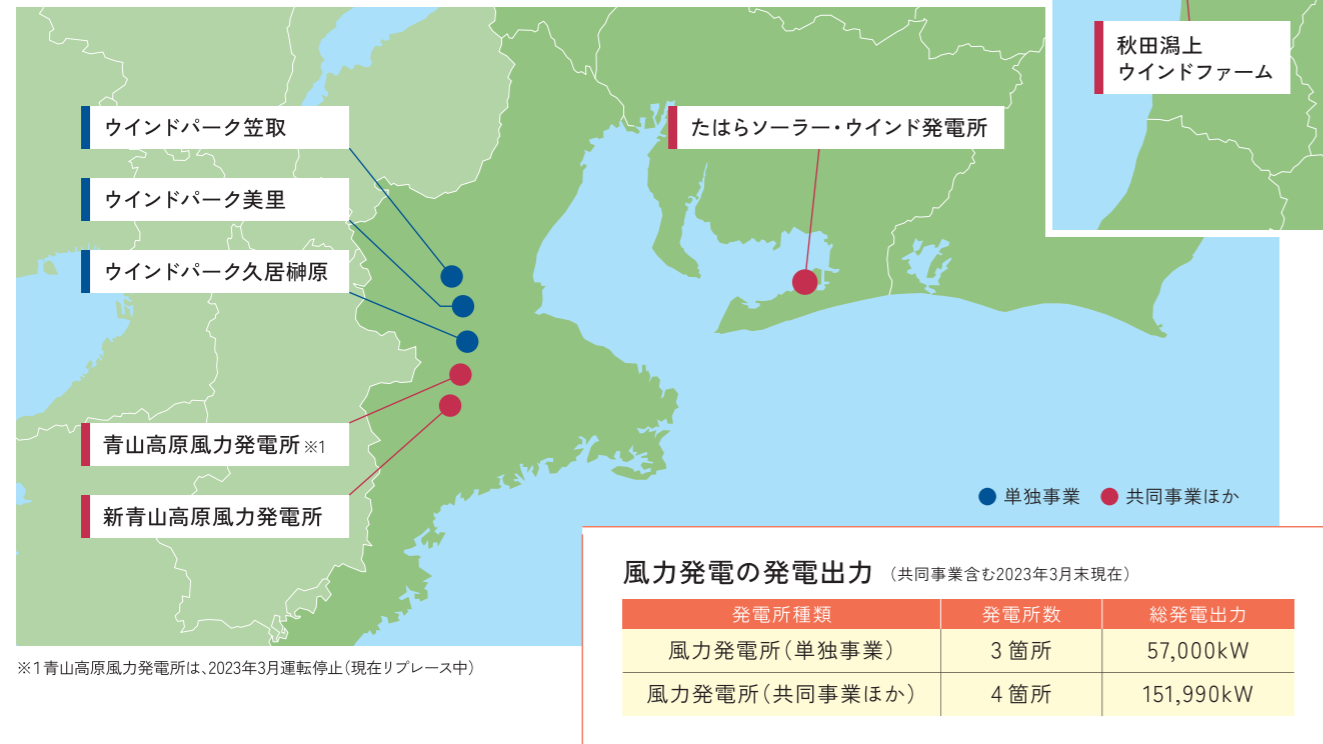 秋田潟上
ウインドファーム
ウインドパーク笠取
たはらソーラー・ウインド発電所
ウインドパーク美里
ウインドパーク久居榊原
青山高原風力発電所※1
新青山高原風力発電所
単独事業 共同事業ほか
風力発電の発電出力 （共同事業含む2023年3月末現在）
発電所種類 発電所数 総発電出力
風力発電所（単独事業） 3箇所 57,000kW
風力発電所（共同事業ほか） 4箇所 151,990kW
※1青山高原風力発電所は、2023年3月運転停止（現在リプレース中）